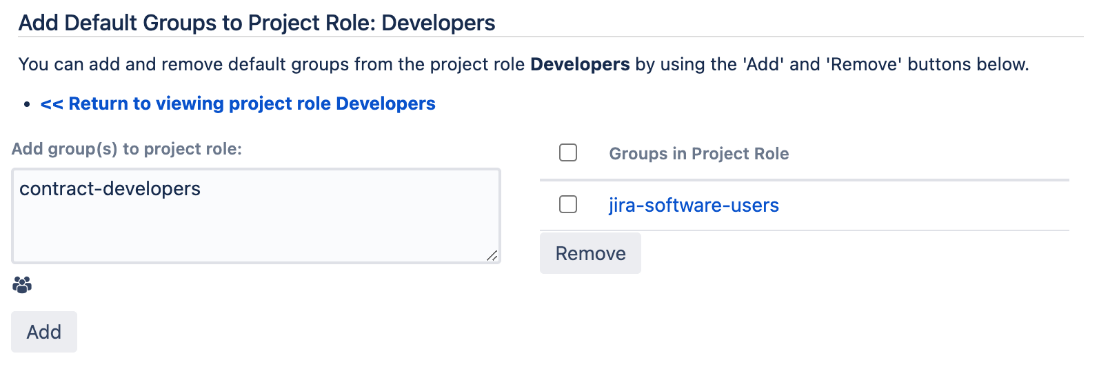 Add Default Groups to Project Role: Developers
You can add and remove default groups from the project role Developers by using the 'Add' and 'Remove' buttons below.
• << Return to viewing project role Developers
Add group(s) to project role:
contract-developers
Add
Groups in Project Role
jira-software-users
Remove